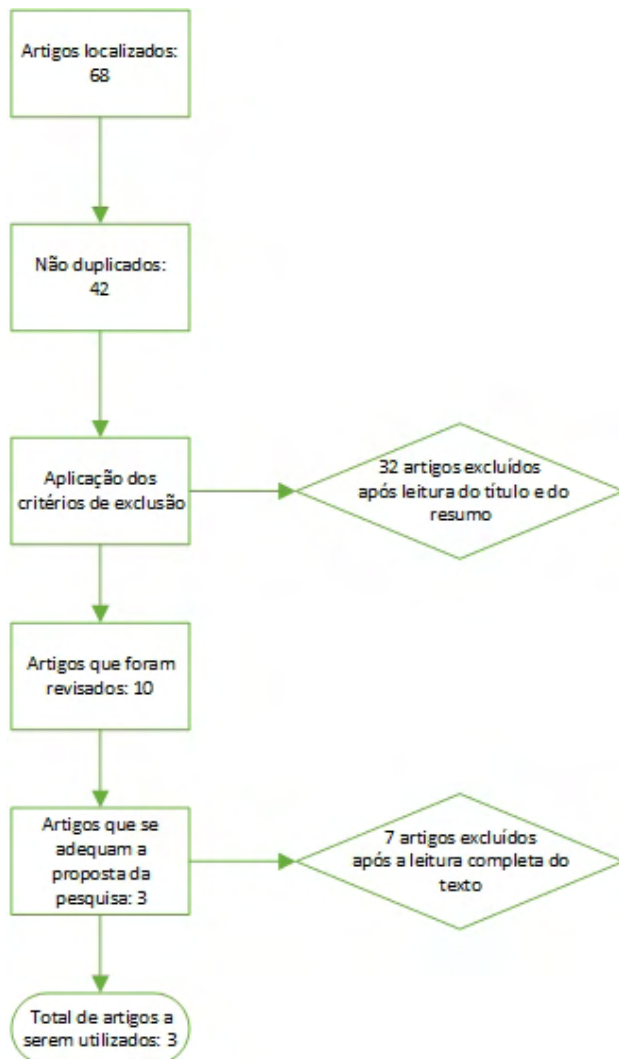 Artigos localizados:
68
Não duplicados:
42
Aplicação dos
critérios de exclusão
32 artigos excluídos
após leitura do título e do
resumo
Artigos que foram
revisados: 10
Artigos que se
adequam a
proposta da
pesquisa: 3
7 artigos excluídos
após a leitura completa do
texto
Total de artigos a
serem utilizados: 3